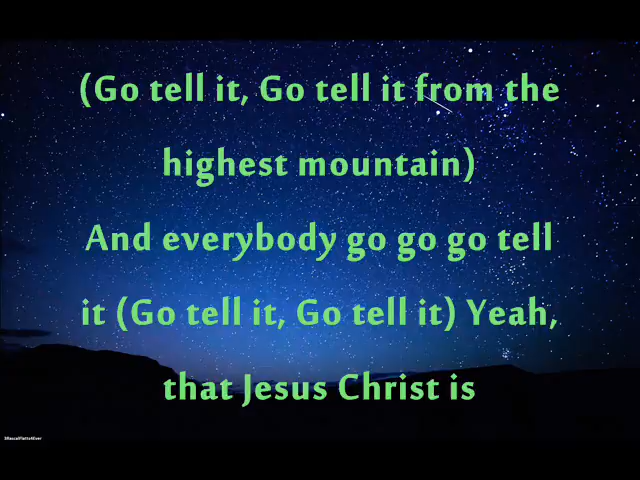 (Go tell it, Go tell it from the
highest mountain)
And everybody go go go tell
it (Go tell it, Go tell it) Yeah,
that Jesus Christ is